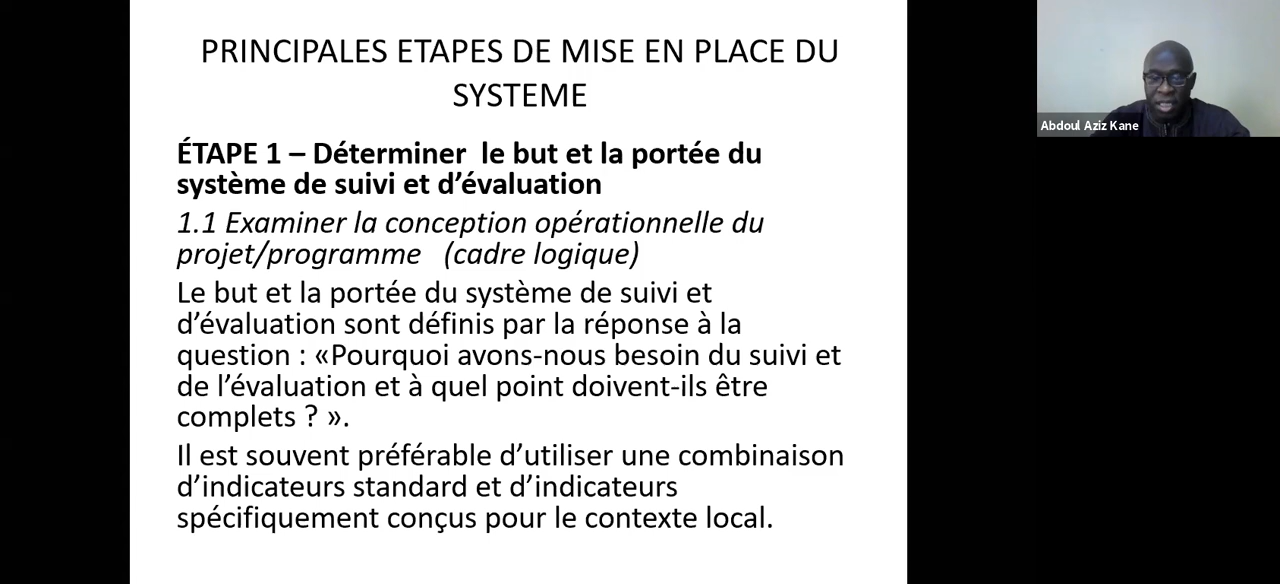 PRINCIPALES ETAPES DE MISE EN PLACE DU
SYSTEME
ÉTAPE 1 – Déterminer  le but et la portée du
système de suivi et d’évaluation
1.1 Examiner la conception opérationnelle du
projet/programme   (cadre logique)
Le but et la portée du système de suivi et
d’évaluation sont définis par la réponse à la
question : «Pourquoi avons-nous besoin du suivi et
de l’évaluation et à quel point doivent-ils être
complets ? ».
Il est souvent préférable d’utiliser une combinaison
d’indicateurs standard et d’indicateurs
spécifiquement conçus pour le contexte local.
Abdoul Aziz Kane